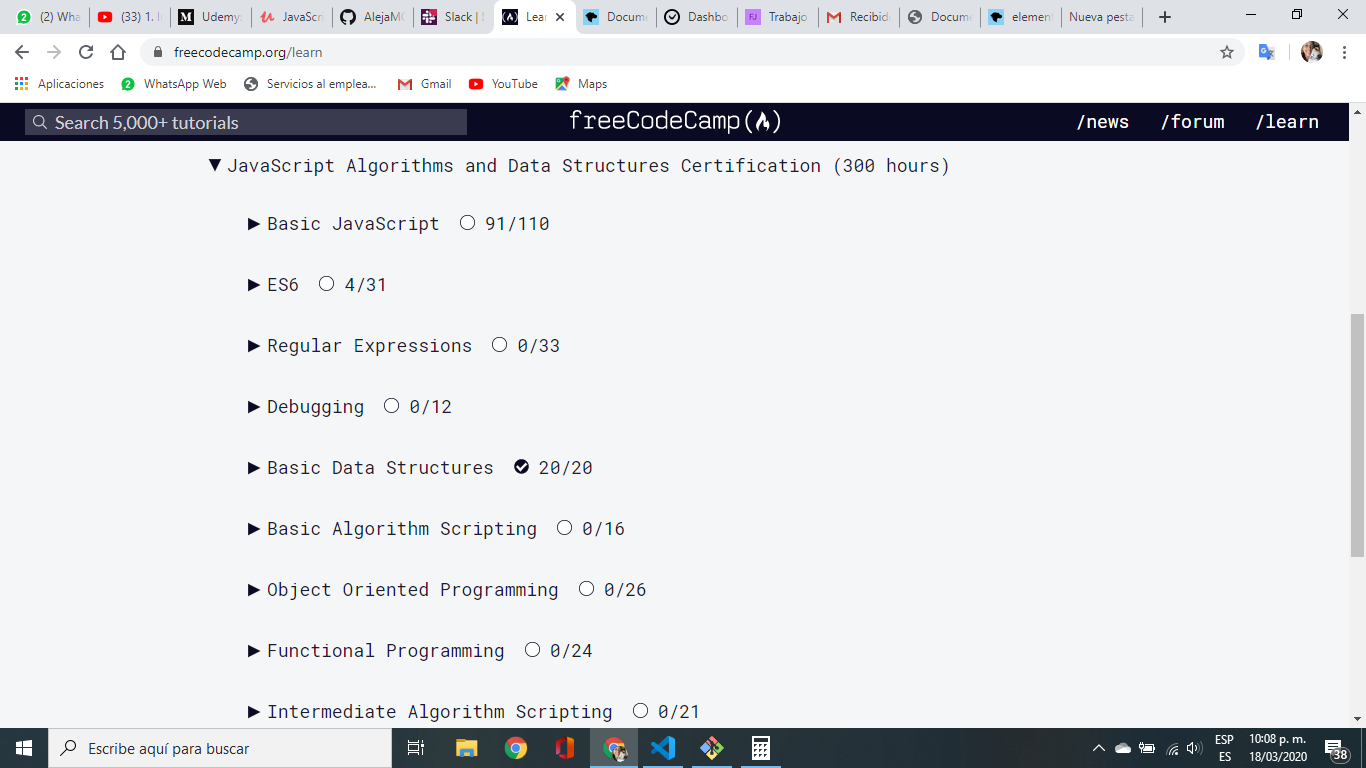 (2) Wha
(33) 1. I
Udemy
JavaScri
AlejaM
Slack |
Lea
Docume
Dashbo
Trabajo
Recibid
Docume
elemen
Nueva pesta
freecodecamp.org/learn
Aplicaciones
WhatsApp Web
Servicios al emplea...
Gmail
YouTube
Maps
Search 5,000+ tutorials
freeCodeCamp
/news
/forum
/learn
JavaScript Algorithms and Data Structures Certification (300 hours)
Basic JavaScript 91/110
ES6 4/31
Regular Expressions 0/33
Debugging 0/12
Basic Data Structures 20/20
Basic Algorithm Scripting 0/16
Object Oriented Programming 0/26
Functional Programming 0/24
Intermediate Algorithm Scripting 0/21
Escribe aquí para buscar
ESP
ES
10:08 p. m.
18/03/2020
38